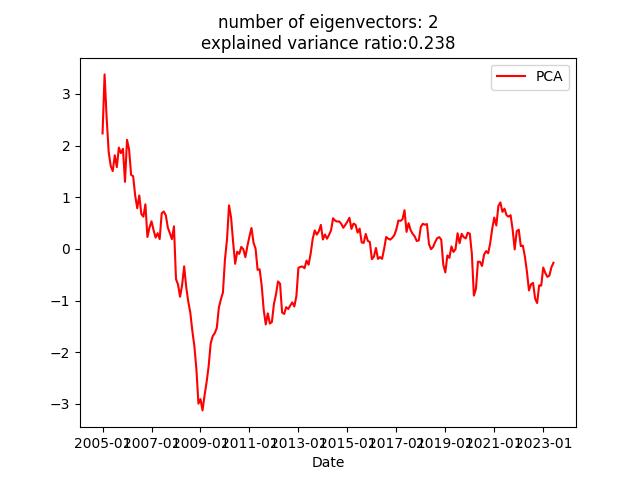 number of eigenvectors: 2
explained variance ratio:0.238
PCA
3
2
1
0
−1
−2
−3
2005-01 2007-01 2009-01 2011-01 2013-01 2015-01 2017-01 2019-01 2021-01 2023-01
Date